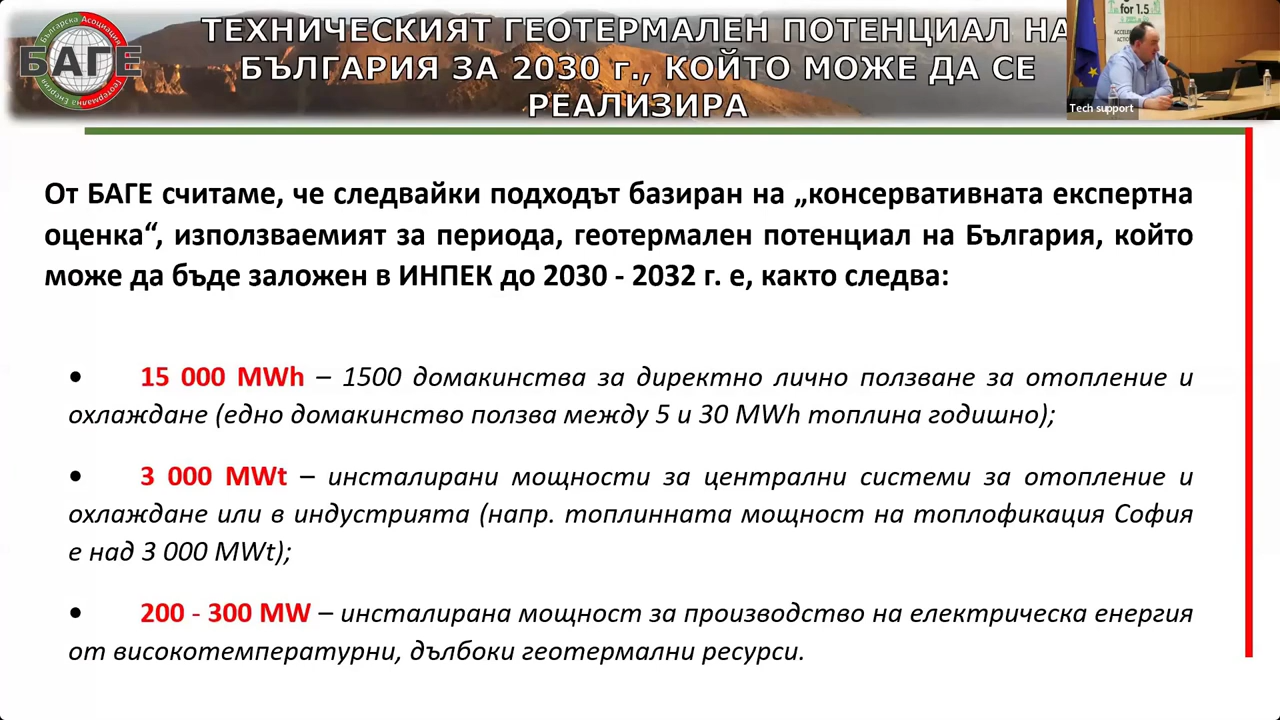 ТЕХНИЧЕСКИЯТ ГЕОТЕРМАЛЕН ПОТЕНЦИАЛ НА
БЪЛГАРИЯ ЗА 2030 г., КОЙТО МОЖЕ ДА СЕ
РЕАЛИЗИРА
Българска Асоциация
БАГЕ
Геотермална Енергия
for 1.5
Tech support
От БАГЕ считаме, че следвайки подходът базиран на „консервативната експертна
оценка“, използваемият за периода, геотермален потенциал на България, който
може да бъде заложен в ИНПЕК до 2030 - 2032 г. е, както следва:
• 15 000 MWh – 1500 домакинства за директно лично ползване за отопление и
охлаждане (едно домакинство ползва между 5 и 30 MWh топлина годишно);
• 3 000 MWt – инсталирани мощности за централни системи за отопление и
охлаждане или в индустрията (напр. топлинната мощност на топлофикация София
е над 3 000 MWt);
• 200 - 300 MW – инсталирана мощност за производство на електрическа енергия
от високотемпературни, дълбоки геотермални ресурси.